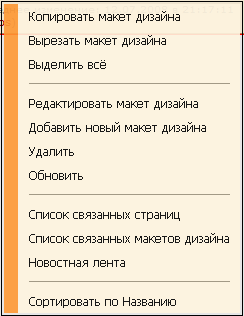 Копировать макет дизайна
Вырезать макет дизайна
Выделить всё
Редактировать макет дизайна
Добавить новый макет дизайна
Удалить
Обновить
Список связанных страниц
Список связанных макетов дизайна
Новостная лента
Сортировать по Названию